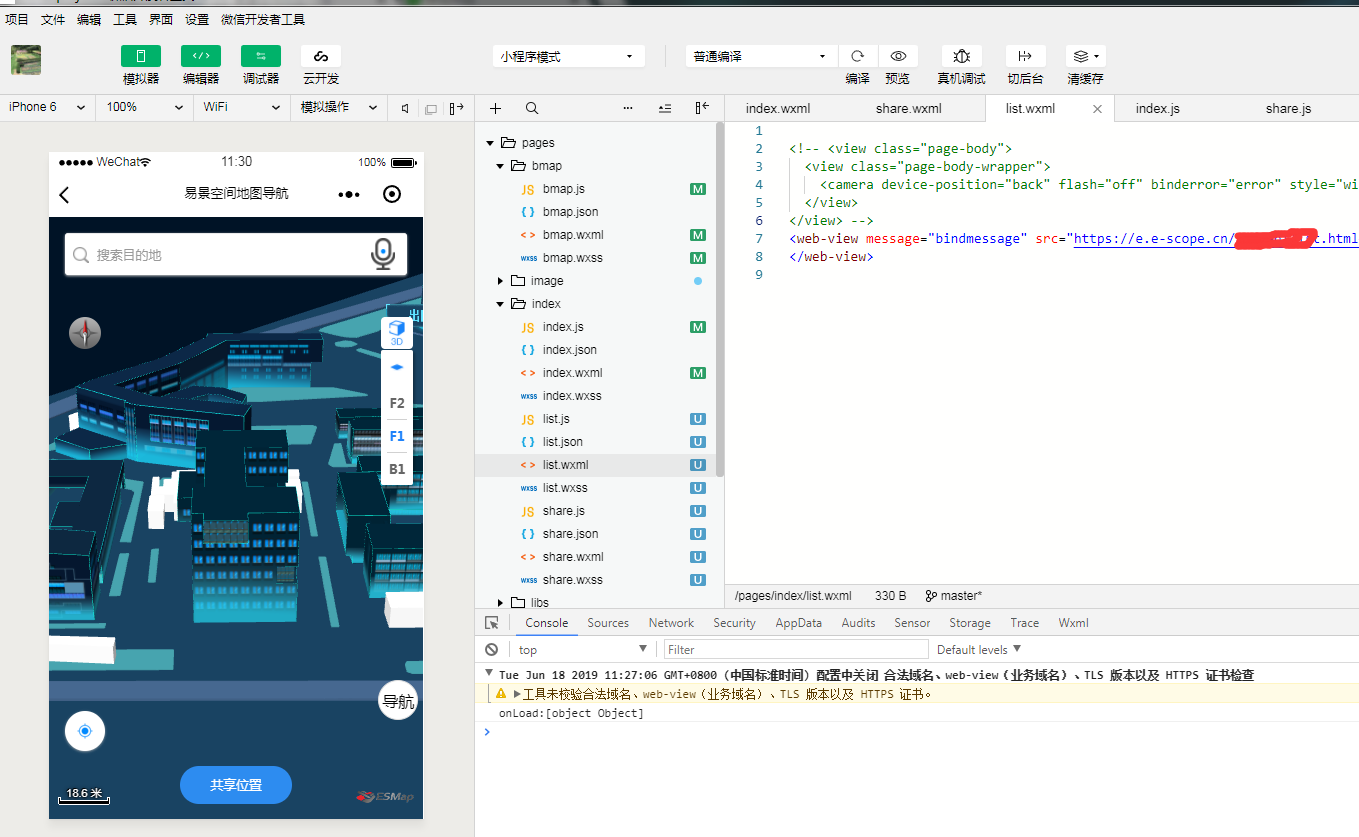 项目 文件 编辑 工具 界面 设置 微信开发者工具
模拟器 编辑器 调试器 云开发
小程序模式 普通编译
编译 预览 真机调试 切后台 清缓存
iPhone 6 100% WiFi 模拟操作
WeChat 11:30 100%
易景空间地图导航
搜索目的地
3D
F2
F1
B1
导航
共享位置
18.6 米
ESMap
pages
bmap
JS bmap.js M
{ } bmap.json
< > bmap.wxml M
wxss bmap.wxss M
image
index
JS index.js M
{ } index.json
< > index.wxml M
wxss index.wxss
JS list.js U
{ } list.json U
< > list.wxml U
wxss list.wxss U
JS share.js U
{ } share.json U
< > share.wxml U
wxss share.wxss U
libs
index.wxml share.wxml list.wxml index.js share.js
1
2 <!-- <view class="page-body">
3 <view class="page-body-wrapper">
4 <camera device-position="back" flash="off" binderror="error" style="wi
5 </view>
6 </view> -->
7 <web-view message="bindmessage" src="https://e.e-scope.cn/ .html
8 </web-view>
9
/pages/index/list.wxml 330 B master*
Console Sources Network Security AppData Audits Sensor Storage Trace Wxml
top Filter Default levels
Tue Jun 18 2019 11:27:06 GMT+0800（中国标准时间）配置中关闭 合法域名、web-view（业务域名）、TLS 版本以及 HTTPS 证书检查
工具未校验合法域名、web-view（业务域名）、TLS 版本以及 HTTPS 证书。
onLoad:[object Object]